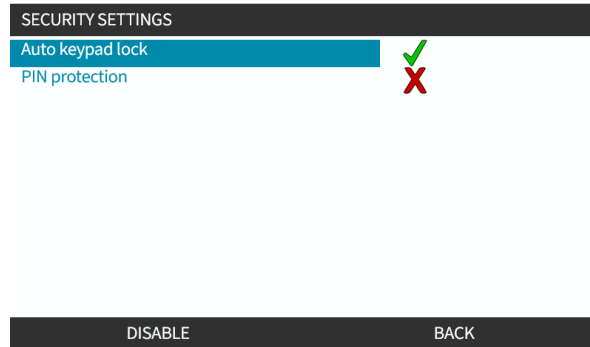 SECURITY SETTINGS
Auto keypad lock
PIN protection
DISABLE BACK